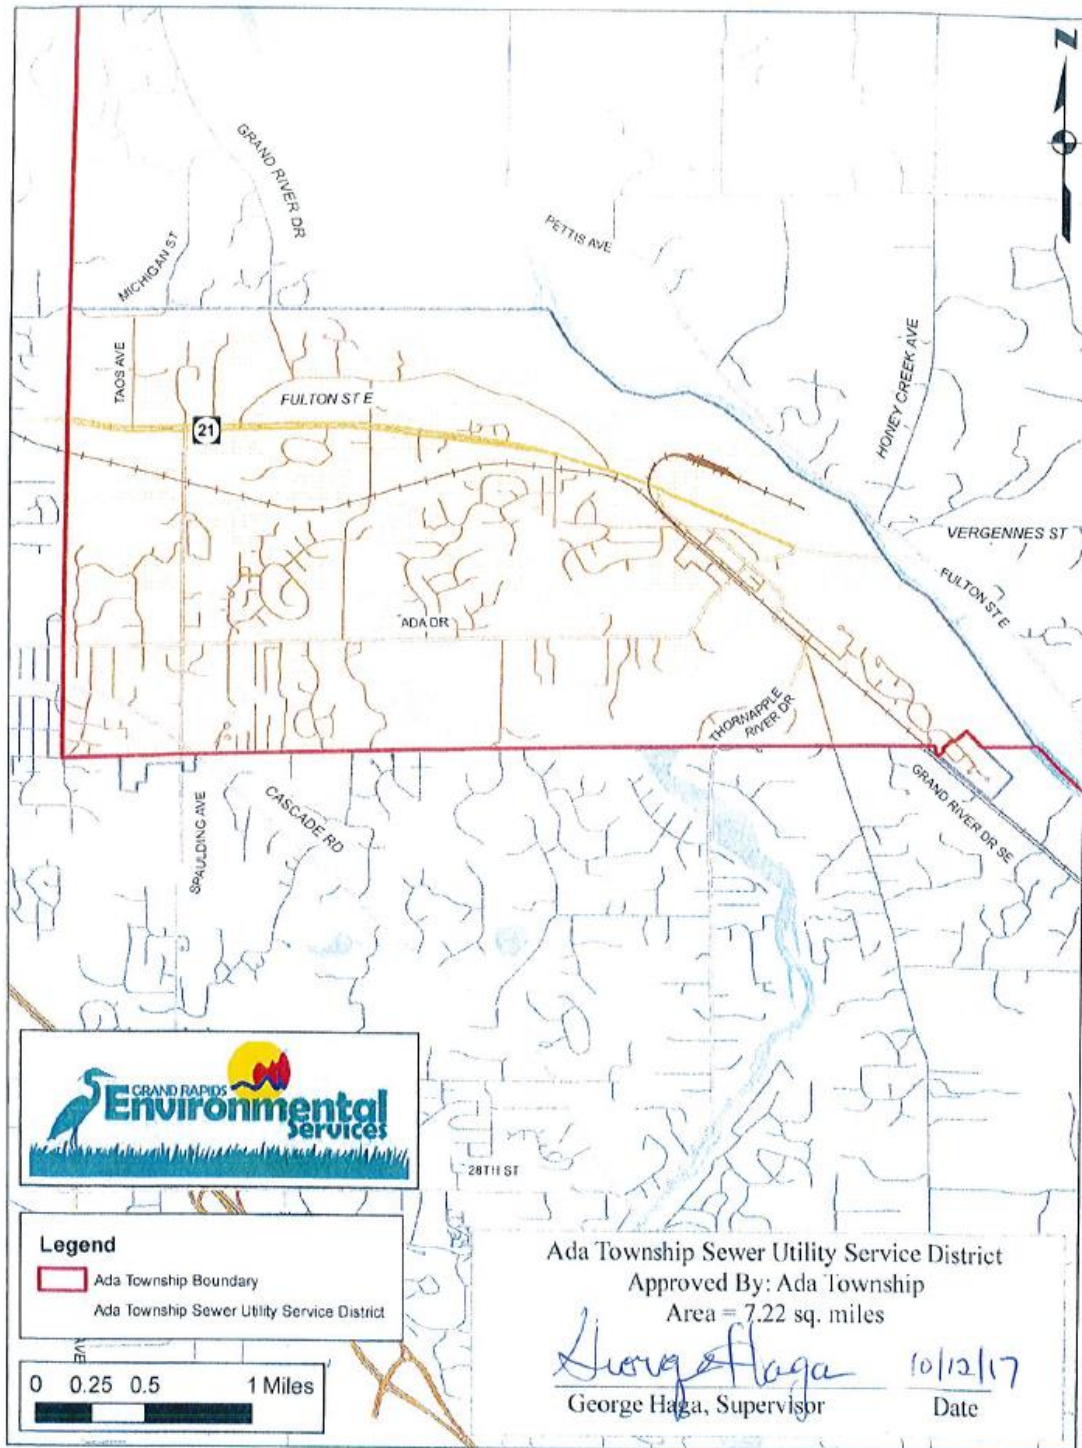 Z
GRAND RIVER DR
PETTIS AVE
MICHIGAN ST
TAOS AVE
HONEY CREEK AVE
FULTON ST E
21
VERGENNES ST
FULTON ST E
ADA DR
THORNAPPLE
RIVER DR
GRAND RIVER DR SE
CASCADE RD
SPAULDING AVE
GRAND RAPIDS
Environmental
Services
28TH ST
Legend
Ada Township Boundary
Ada Township Sewer Utility Service District
AVE
0 0.25 0.5 1 Miles
Ada Township Sewer Utility Service District
Approved By: Ada Township
Area = 7.22 sq. miles
George Haga 10/12/17
George Haga, Supervisor Date